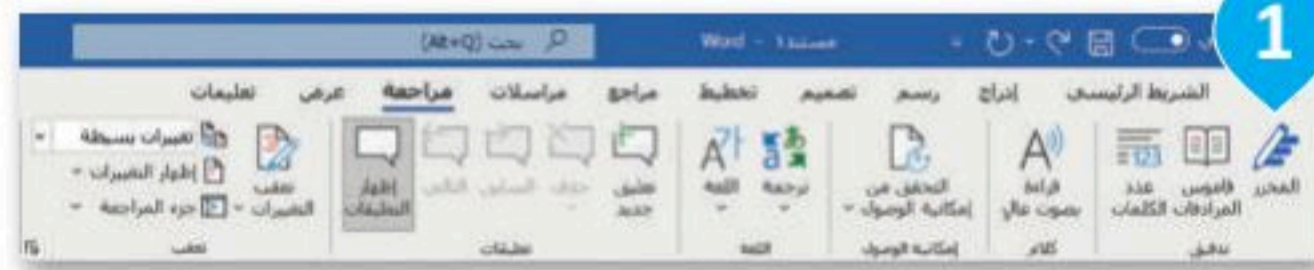 1
مستند١ - Word بحث (Alt+Q)
الشريط الرئيسي إدراج رسم تصميم تخطيط مراجع مراسلات مراجعة عرض تعليمات
المحرر قاموس المرادفات عدد الكلمات قراءة بصوت عالٍ التحقق من إمكانية الوصول ترجمة اللغة تعليق جديد حذف السابق التالي إظهار التعليقات تعقب التغييرات تغييرات بسيطة
إظهار التغييرات
جزء المراجعة
تدقيق كلام إمكانية الوصول اللغة تعليقات تعقب